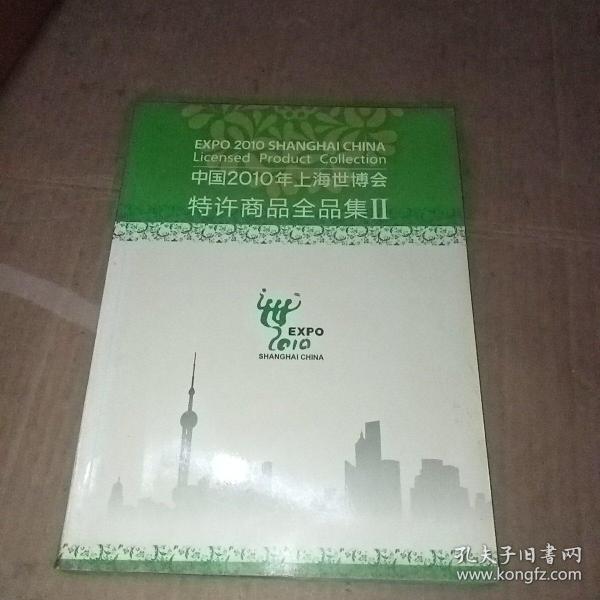 EXPO 2010 SHANGHAI CHINA
Licensed Product Collection
中国2010年上海世博会
特许商品全品集II
EXPO
2010
SHANGHAI CHINA
孔夫子旧书网
www.kongfz.com